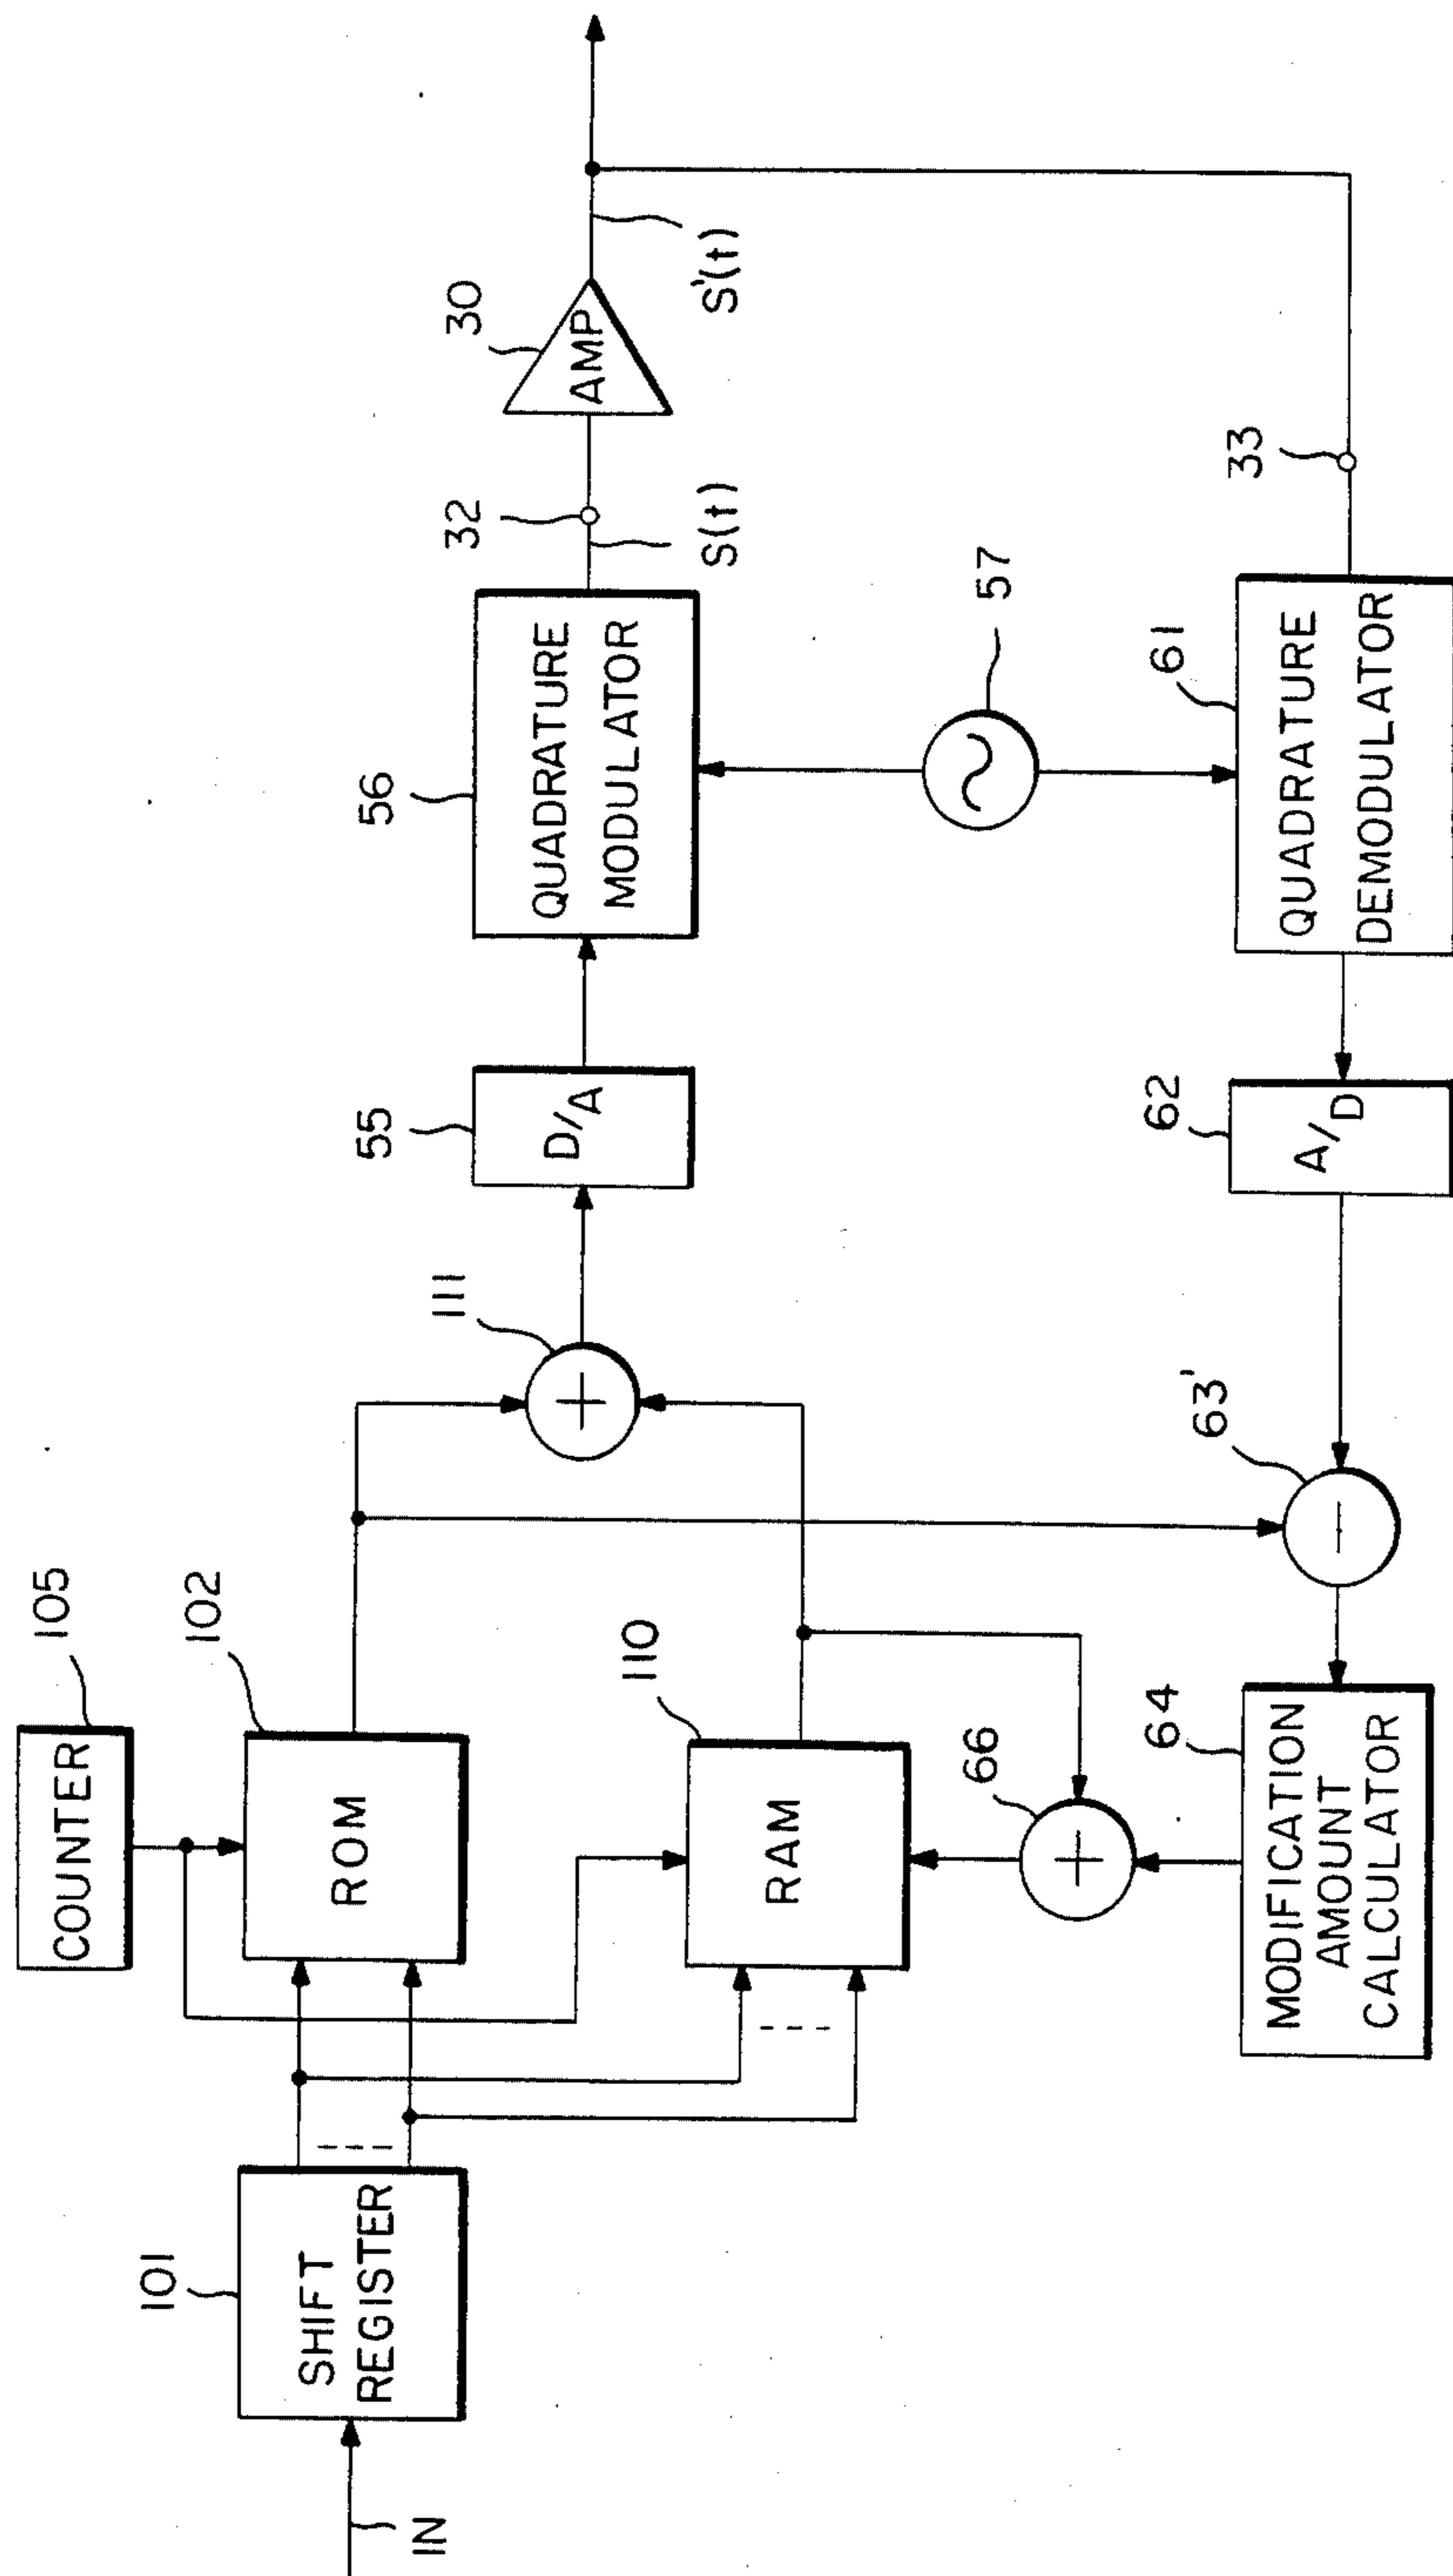 IN
101
SHIFT
REGISTER
105
COUNTER
102
ROM
110
RAM
66
+
64
MODIFICATION
AMOUNT
CALCULATOR
111
+
63'
−
55
D/A
62
A/D
56
QUADRATURE
MODULATOR
57
61
QUADRATURE
DEMODULATOR
32
S(t)
33
30
AMP
S'(t)